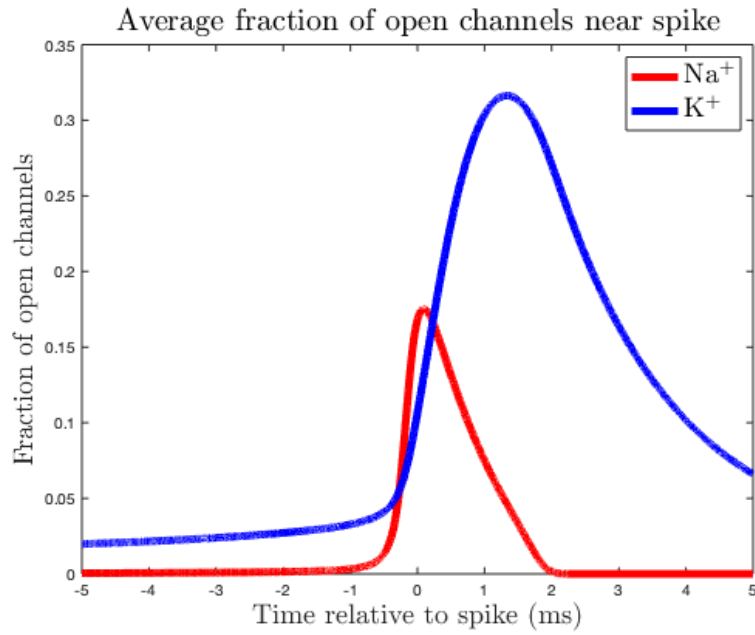 Average fraction of open channels near spike
Na⁺
K⁺
Fraction of open channels
0.35
0.3
0.25
0.2
0.15
0.1
0.05
0
-5 -4 -3 -2 -1 0 1 2 3 4 5
Time relative to spike (ms)